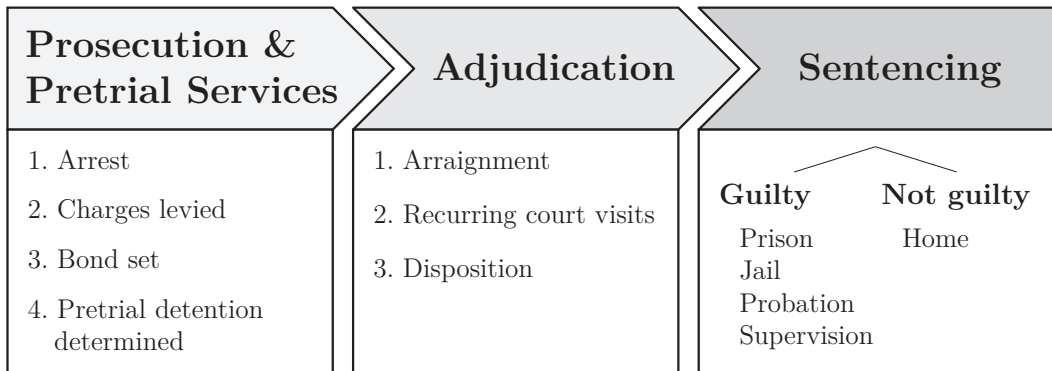 Prosecution &
Pretrial Services
1. Arrest
2. Charges levied
3. Bond set
4. Pretrial detention
determined
Adjudication
1. Arraignment
2. Recurring court visits
3. Disposition
Sentencing
Guilty
Prison
Jail
Probation
Supervision
Not guilty
Home